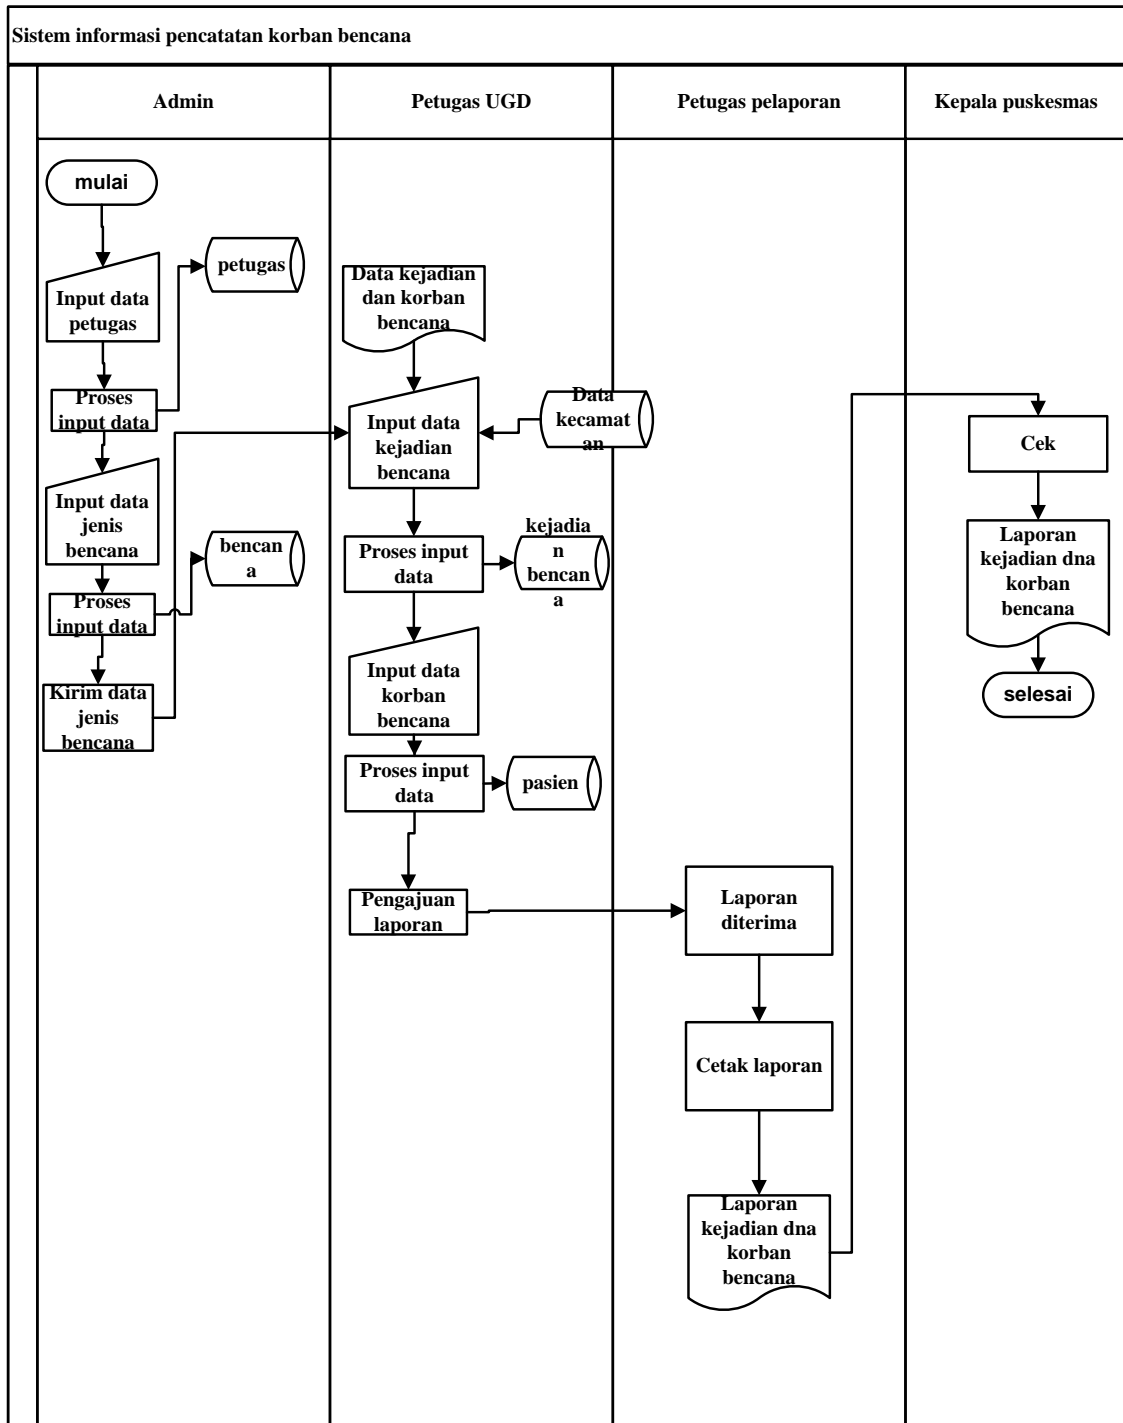 Sistem informasi pencatatan korban bencana
Admin
Petugas UGD
Petugas pelaporan
Kepala puskesmas
mulai
Input data
petugas
petugas
Proses
input data
Input data
jenis
bencana
bencan
a
Proses
input data
Kirim data
jenis
bencana
Data kejadian
dan korban
bencana
Input data
kejadian
bencana
Data
kecamat
an
Proses input
data
kejadia
n
bencan
a
Input data
korban
bencana
Proses input
data
pasien
Pengajuan
laporan
Laporan
diterima
Cetak laporan
Laporan
kejadian dna
korban
bencana
Cek
Laporan
kejadian dna
korban
bencana
selesai